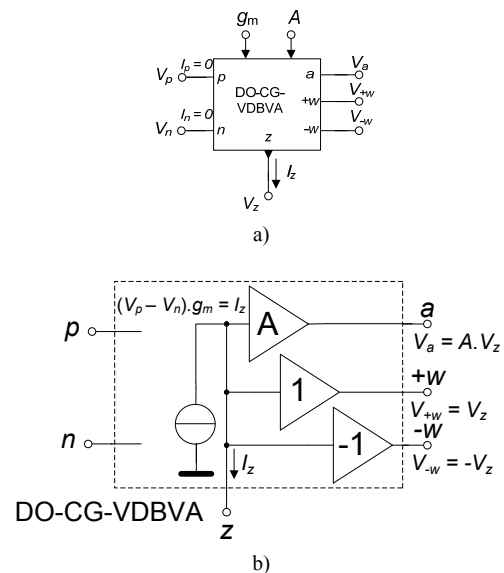 gm A
Ip = 0 Va
Vp p a
DO-CG-
VDBVA
+w V+w
In = 0
Vn n -w V-w
z
Iz
Vz
a)
(Vp – Vn).gm = Iz
A a
p Va = A.Vz
1 +w
V+w = Vz
-1 -w
n V-w = -Vz
Iz
DO-CG-VDBVA z
b)